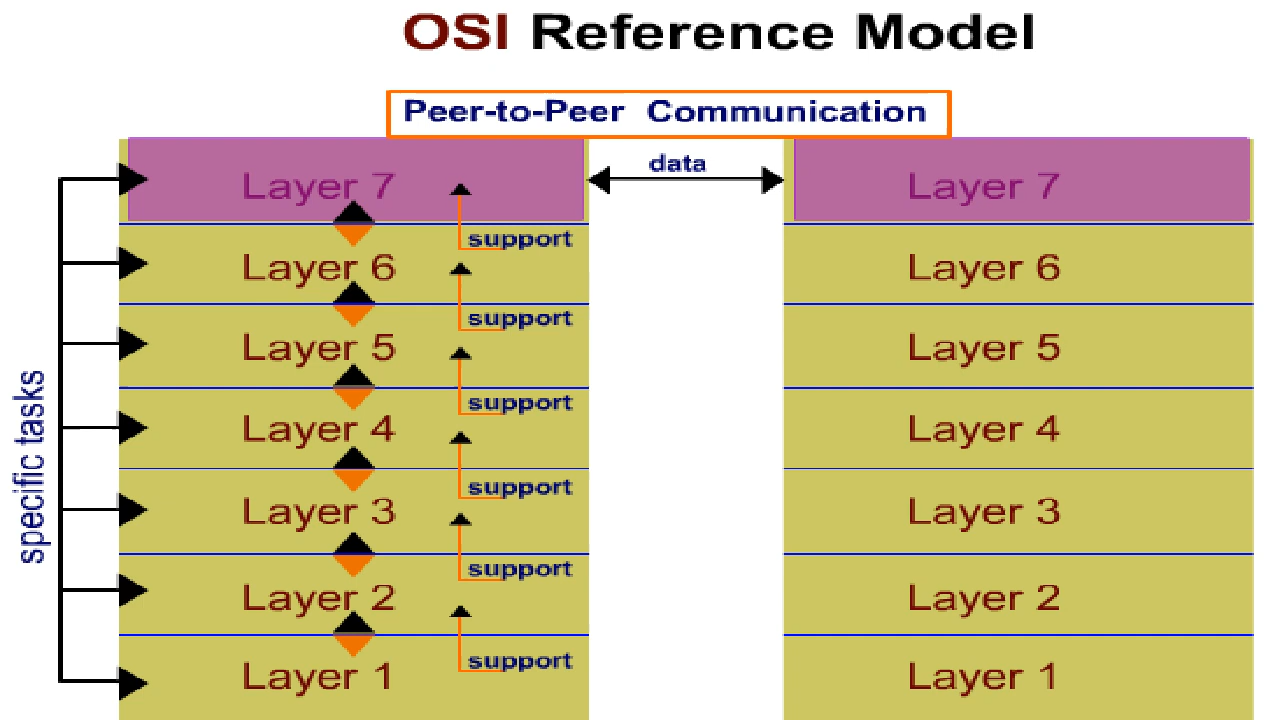 OSI Reference Model
Peer-to-Peer Communication
data
specific tasks
Layer 7
support
Layer 6
support
Layer 5
support
Layer 4
support
Layer 3
support
Layer 2
support
Layer 1
Layer 7
Layer 6
Layer 5
Layer 4
Layer 3
Layer 2
Layer 1